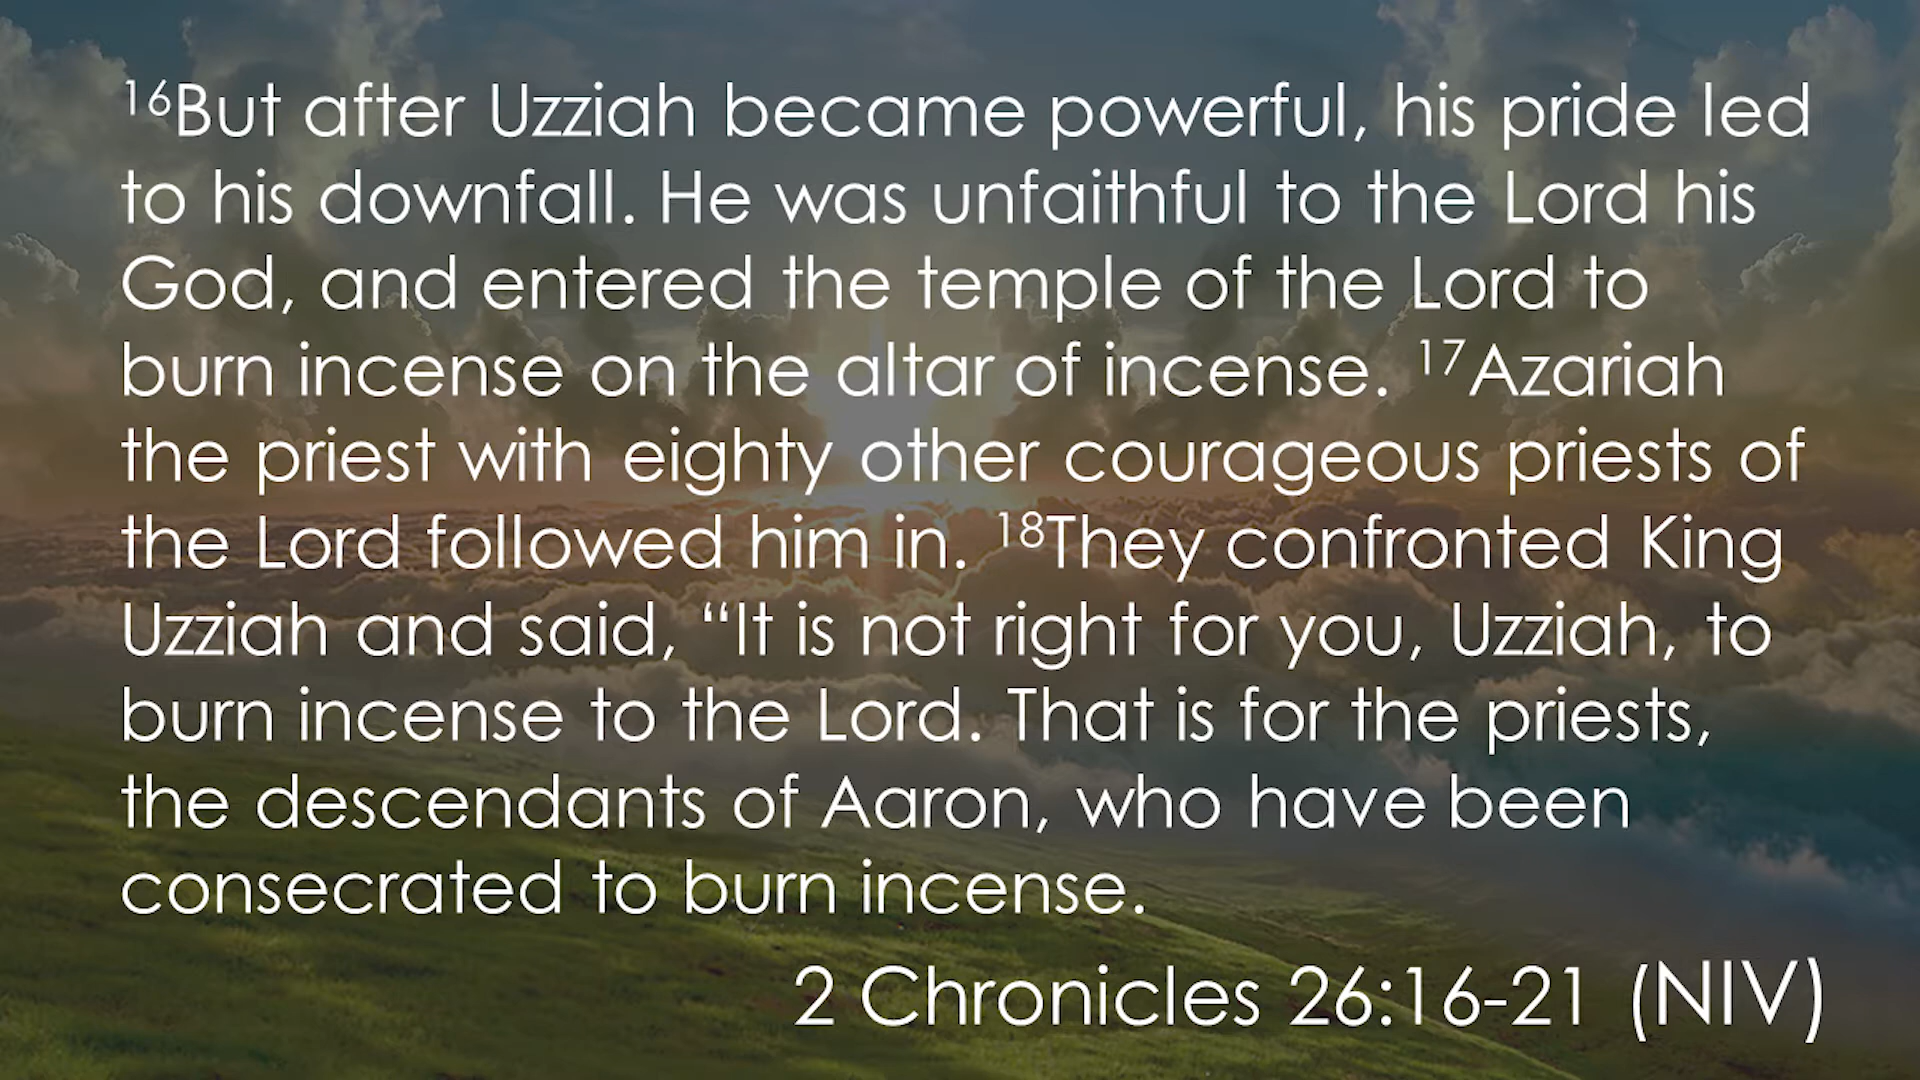 16But after Uzziah became powerful, his pride led
to his downfall. He was unfaithful to the Lord his
God, and entered the temple of the Lord to
burn incense on the altar of incense. 17Azariah
the priest with eighty other courageous priests of
the Lord followed him in. 18They confronted King
Uzziah and said, “It is not right for you, Uzziah, to
burn incense to the Lord. That is for the priests,
the descendants of Aaron, who have been
consecrated to burn incense.
2 Chronicles 26:16-21 (NIV)